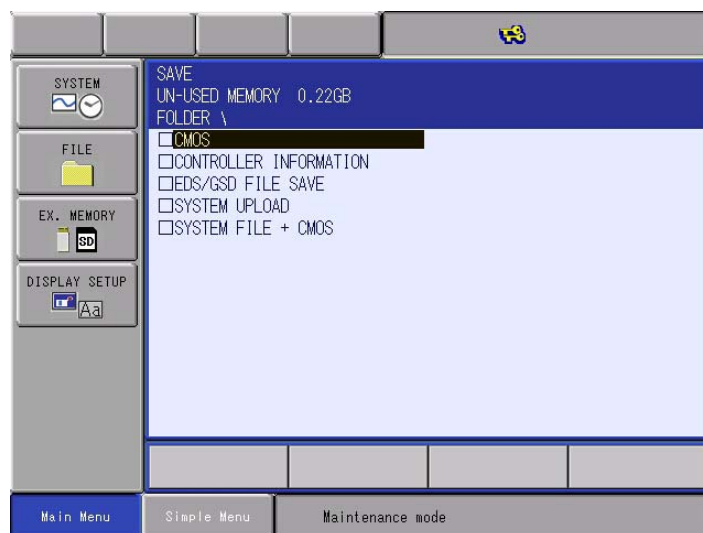 SYSTEM
FILE
EX. MEMORY
SD
DISPLAY SETUP
Aa
SAVE
UN-USED MEMORY 0.22GB
FOLDER \
CMOS
CONTROLLER INFORMATION
EDS/GSD FILE SAVE
SYSTEM UPLOAD
SYSTEM FILE + CMOS
Main Menu
Simple Menu
Maintenance mode